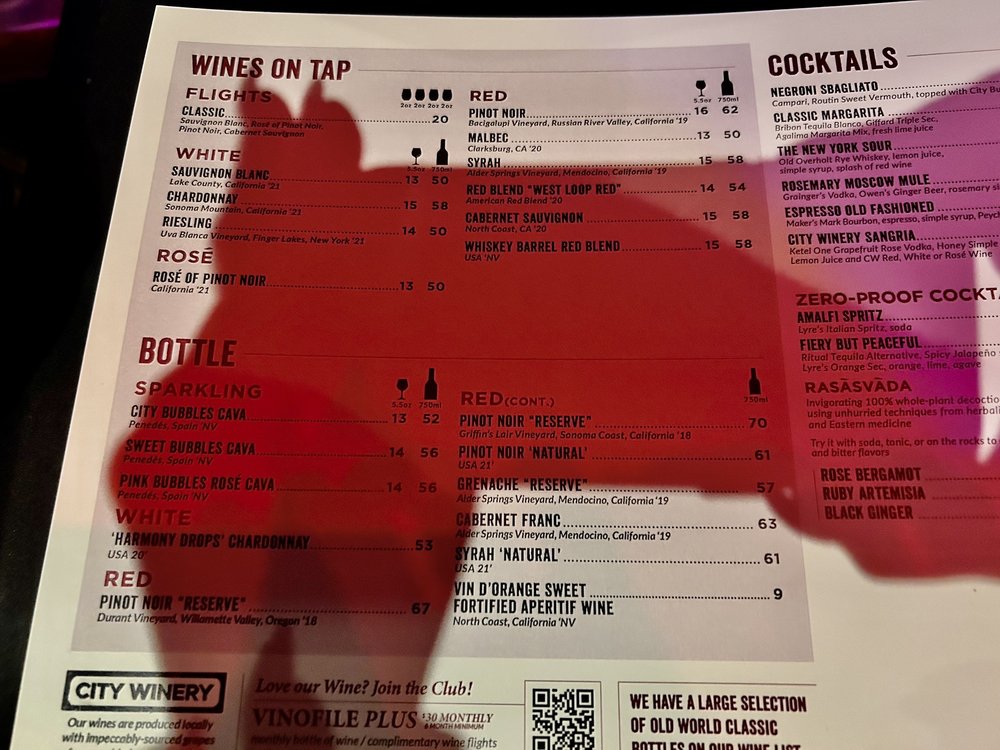 WINES ON TAP
FLIGHTS
2oz 2oz 2oz 2oz
CLASSIC 20
Sauvignon Blanc, Rosé of Pinot Noir,
Pinot Noir, Cabernet Sauvignon
WHITE
5.5oz 750ml
SAUVIGNON BLANC 13 50
Lake County, California '21
CHARDONNAY 15 58
Sonoma Mountain, California '21
RIESLING 14 50
Uva Blanca Vineyard, Finger Lakes, New York '21
ROSÉ
ROSÉ OF PINOT NOIR 13 50
California '21
RED
5.5oz 750ml
PINOT NOIR 16 62
Bacigalupi Vineyard, Russian River Valley, California '19
MALBEC 13 50
Clarksburg, CA '20
SYRAH 15 58
Alder Springs Vineyard, Mendocino, California '19
RED BLEND "WEST LOOP RED" 14 54
American Red Blend '20
CABERNET SAUVIGNON 15 58
North Coast, CA '20
WHISKEY BARREL RED BLEND 15 58
USA 'NV
BOTTLE
SPARKLING
5.5oz 750ml
CITY BUBBLES CAVA 13 52
Penedés, Spain 'NV
SWEET BUBBLES CAVA 14 56
Penedés, Spain 'NV
PINK BUBBLES ROSÉ CAVA 14 56
Penedés, Spain 'NV
WHITE
'HARMONY DROPS' CHARDONNAY 53
USA 20'
RED
PINOT NOIR "RESERVE" 67
Durant Vineyard, Willamette Valley, Oregon '18
RED (CONT.)
750ml
PINOT NOIR "RESERVE" 70
Griffin's Lair Vineyard, Sonoma Coast, California '18
PINOT NOIR 'NATURAL' 61
USA 21'
GRENACHE "RESERVE" 57
Alder Springs Vineyard, Mendocino, California '19
CABERNET FRANC 63
Alder Springs Vineyard, Mendocino, California '19
SYRAH 'NATURAL' 61
USA 21'
VIN D'ORANGE SWEET 9
FORTIFIED APERITIF WINE
North Coast, California 'NV
COCKTAILS
NEGRONI SBAGLIATO
Campari, Routin Sweet Vermouth, topped with City Bu
CLASSIC MARGARITA
Bribon Tequila Blanco, Giffard Triple Sec,
Agalima Margarita Mix, fresh lime juice
THE NEW YORK SOUR
Old Overholt Rye Whiskey, lemon juice,
simple syrup, splash of red wine
ROSEMARY MOSCOW MULE
Grainger's Vodka, Owen's Ginger Beer, rosemary si
ESPRESSO OLD FASHIONED
Maker's Mark Bourbon, espresso, simple syrup, Peych
CITY WINERY SANGRIA
Ketel One Grapefruit Rose Vodka, Honey Simple
Lemon Juice and CW Red, White or Rosé Wine
ZERO-PROOF COCKTA
AMALFI SPRITZ
Lyre's Italian Spritz, soda
FIERY BUT PEACEFUL
Ritual Tequila Alternative, Spicy Jalapeño
Lyre's Orange Sec, orange, lime, agave
RASĀSVĀDA
Invigorating 100% whole-plant decoctio
using unhurried techniques from herbali
and Eastern medicine
Try it with soda, tonic, or on the rocks to
and bitter flavors
ROSE BERGAMOT
RUBY ARTEMISIA
BLACK GINGER
CITY WINERY
Our wines are produced locally
with impeccably-sourced grapes
Love our Wine? Join the Club!
VINOFILE PLUS $30 MONTHLY
6 MONTH MINIMUM
monthly bottle of wine / complimentary wine flights
WE HAVE A LARGE SELECTION
OF OLD WORLD CLASSIC
BOTTLES ON OUR WINE LIST